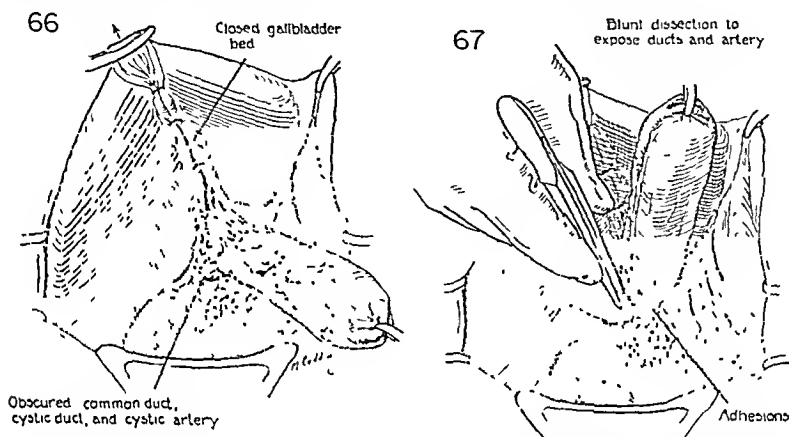 66
Closed gallbladder
bed
Obscured common duct,
cystic duct, and cystic artery
67
Blunt dissection to
expose ducts and artery
Adhesions